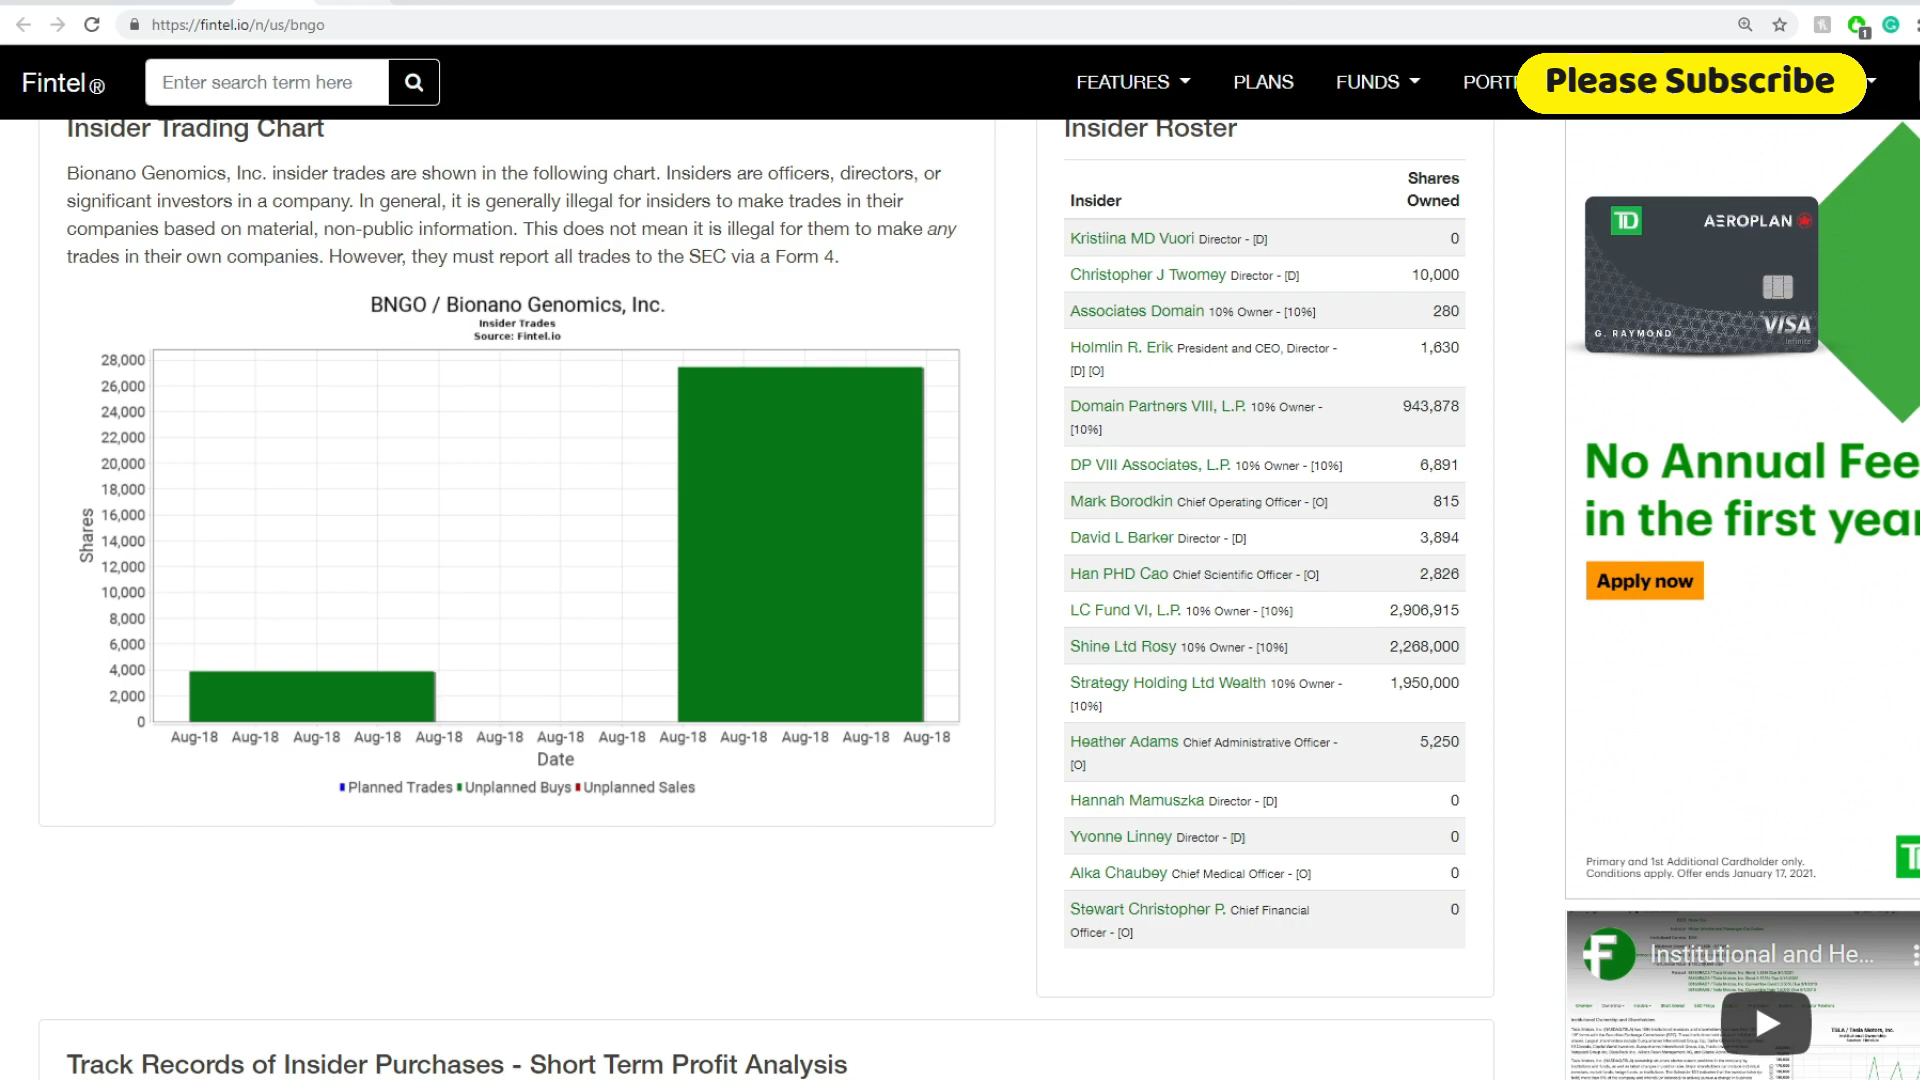 https://fintel.io/n/us/bngo
1
Fintel®
Enter search term here
FEATURES
PLANS
FUNDS
Please Subscribe
Insider Trading Chart
Bionano Genomics, Inc. insider trades are shown in the following chart. Insiders are officers, directors, or
significant investors in a company. In general, it is generally illegal for insiders to make trades in their
companies based on material, non-public information. This does not mean it is illegal for them to make any
trades in their own companies. However, they must report all trades to the SEC via a Form 4.
BNGO / Bionano Genomics, Inc.
Insider Trades
Source: Fintel.io
28,000
26,000
24,000
22,000
20,000
18,000
16,000
14,000
12,000
10,000
8,000
6,000
4,000
2,000
0
Shares
Aug-18 Aug-18 Aug-18 Aug-18 Aug-18 Aug-18 Aug-18 Aug-18 Aug-18 Aug-18 Aug-18 Aug-18 Aug-18
Date
Planned Trades Unplanned Buys Unplanned Sales
Insider Roster
Insider Shares Owned
Kristiina MD Vuori Director - [D] 0
Christopher J Twomey Director - [D] 10,000
Associates Domain 10% Owner - [10%] 280
Holmlin R. Erik President and CEO, Director - 1,630
[D] [O]
Domain Partners VIII, L.P. 10% Owner - 943,878
[10%]
DP VIII Associates, L.P. 10% Owner - [10%] 6,891
Mark Borodkin Chief Operating Officer - [O] 815
David L Barker Director - [D] 3,894
Han PHD Cao Chief Scientific Officer - [O] 2,826
LC Fund VI, L.P. 10% Owner - [10%] 2,906,915
Shine Ltd Rosy 10% Owner - [10%] 2,268,000
Strategy Holding Ltd Wealth 10% Owner - 1,950,000
[10%]
Heather Adams Chief Administrative Officer - 5,250
[O]
Hannah Mamuszka Director - [D] 0
Yvonne Linney Director - [D] 0
Alka Chaubey Chief Medical Officer - [O] 0
Stewart Christopher P. Chief Financial 0
Officer - [O]
TD
AEROPLAN
G. RAYMOND
VISA
Infinite
No Annual Fee
in the first year
Apply now
Primary and 1st Additional Cardholder only.
Conditions apply. Offer ends January 17, 2021.
Institutional and He...
TSLA / Tesla Motors, Inc.
Track Records of Insider Purchases - Short Term Profit Analysis